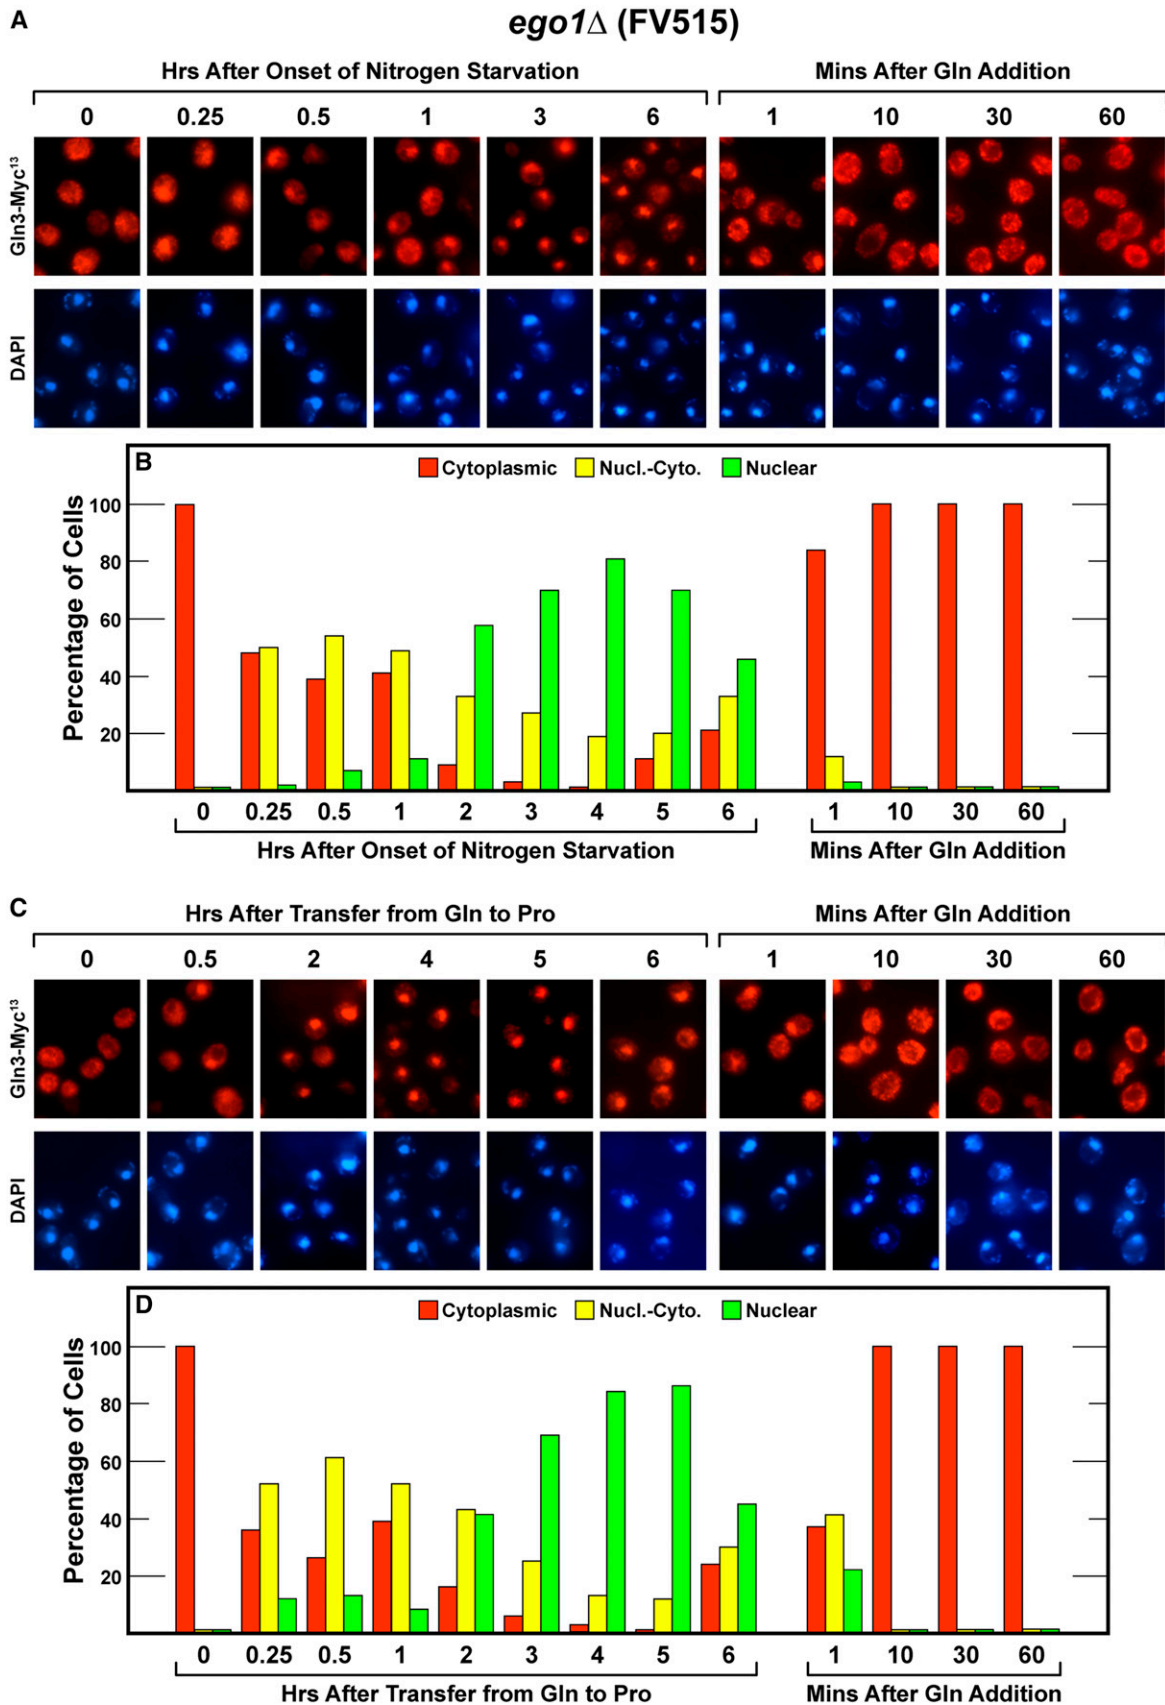 A
ego1Δ (FV515)
Hrs After Onset of Nitrogen Starvation Mins After Gln Addition
0 0.25 0.5 1 3 6 1 10 30 60
Gln3-Myc¹³
DAPI
B
Cytoplasmic Nucl.-Cyto. Nuclear
Percentage of Cells
100
80
60
40
20
0 0.25 0.5 1 2 3 4 5 6 1 10 30 60
Hrs After Onset of Nitrogen Starvation Mins After Gln Addition
C
Hrs After Transfer from Gln to Pro Mins After Gln Addition
0 0.5 2 4 5 6 1 10 30 60
Gln3-Myc¹³
DAPI
D
Cytoplasmic Nucl.-Cyto. Nuclear
Percentage of Cells
100
80
60
40
20
0 0.25 0.5 1 2 3 4 5 6 1 10 30 60
Hrs After Transfer from Gln to Pro Mins After Gln Addition